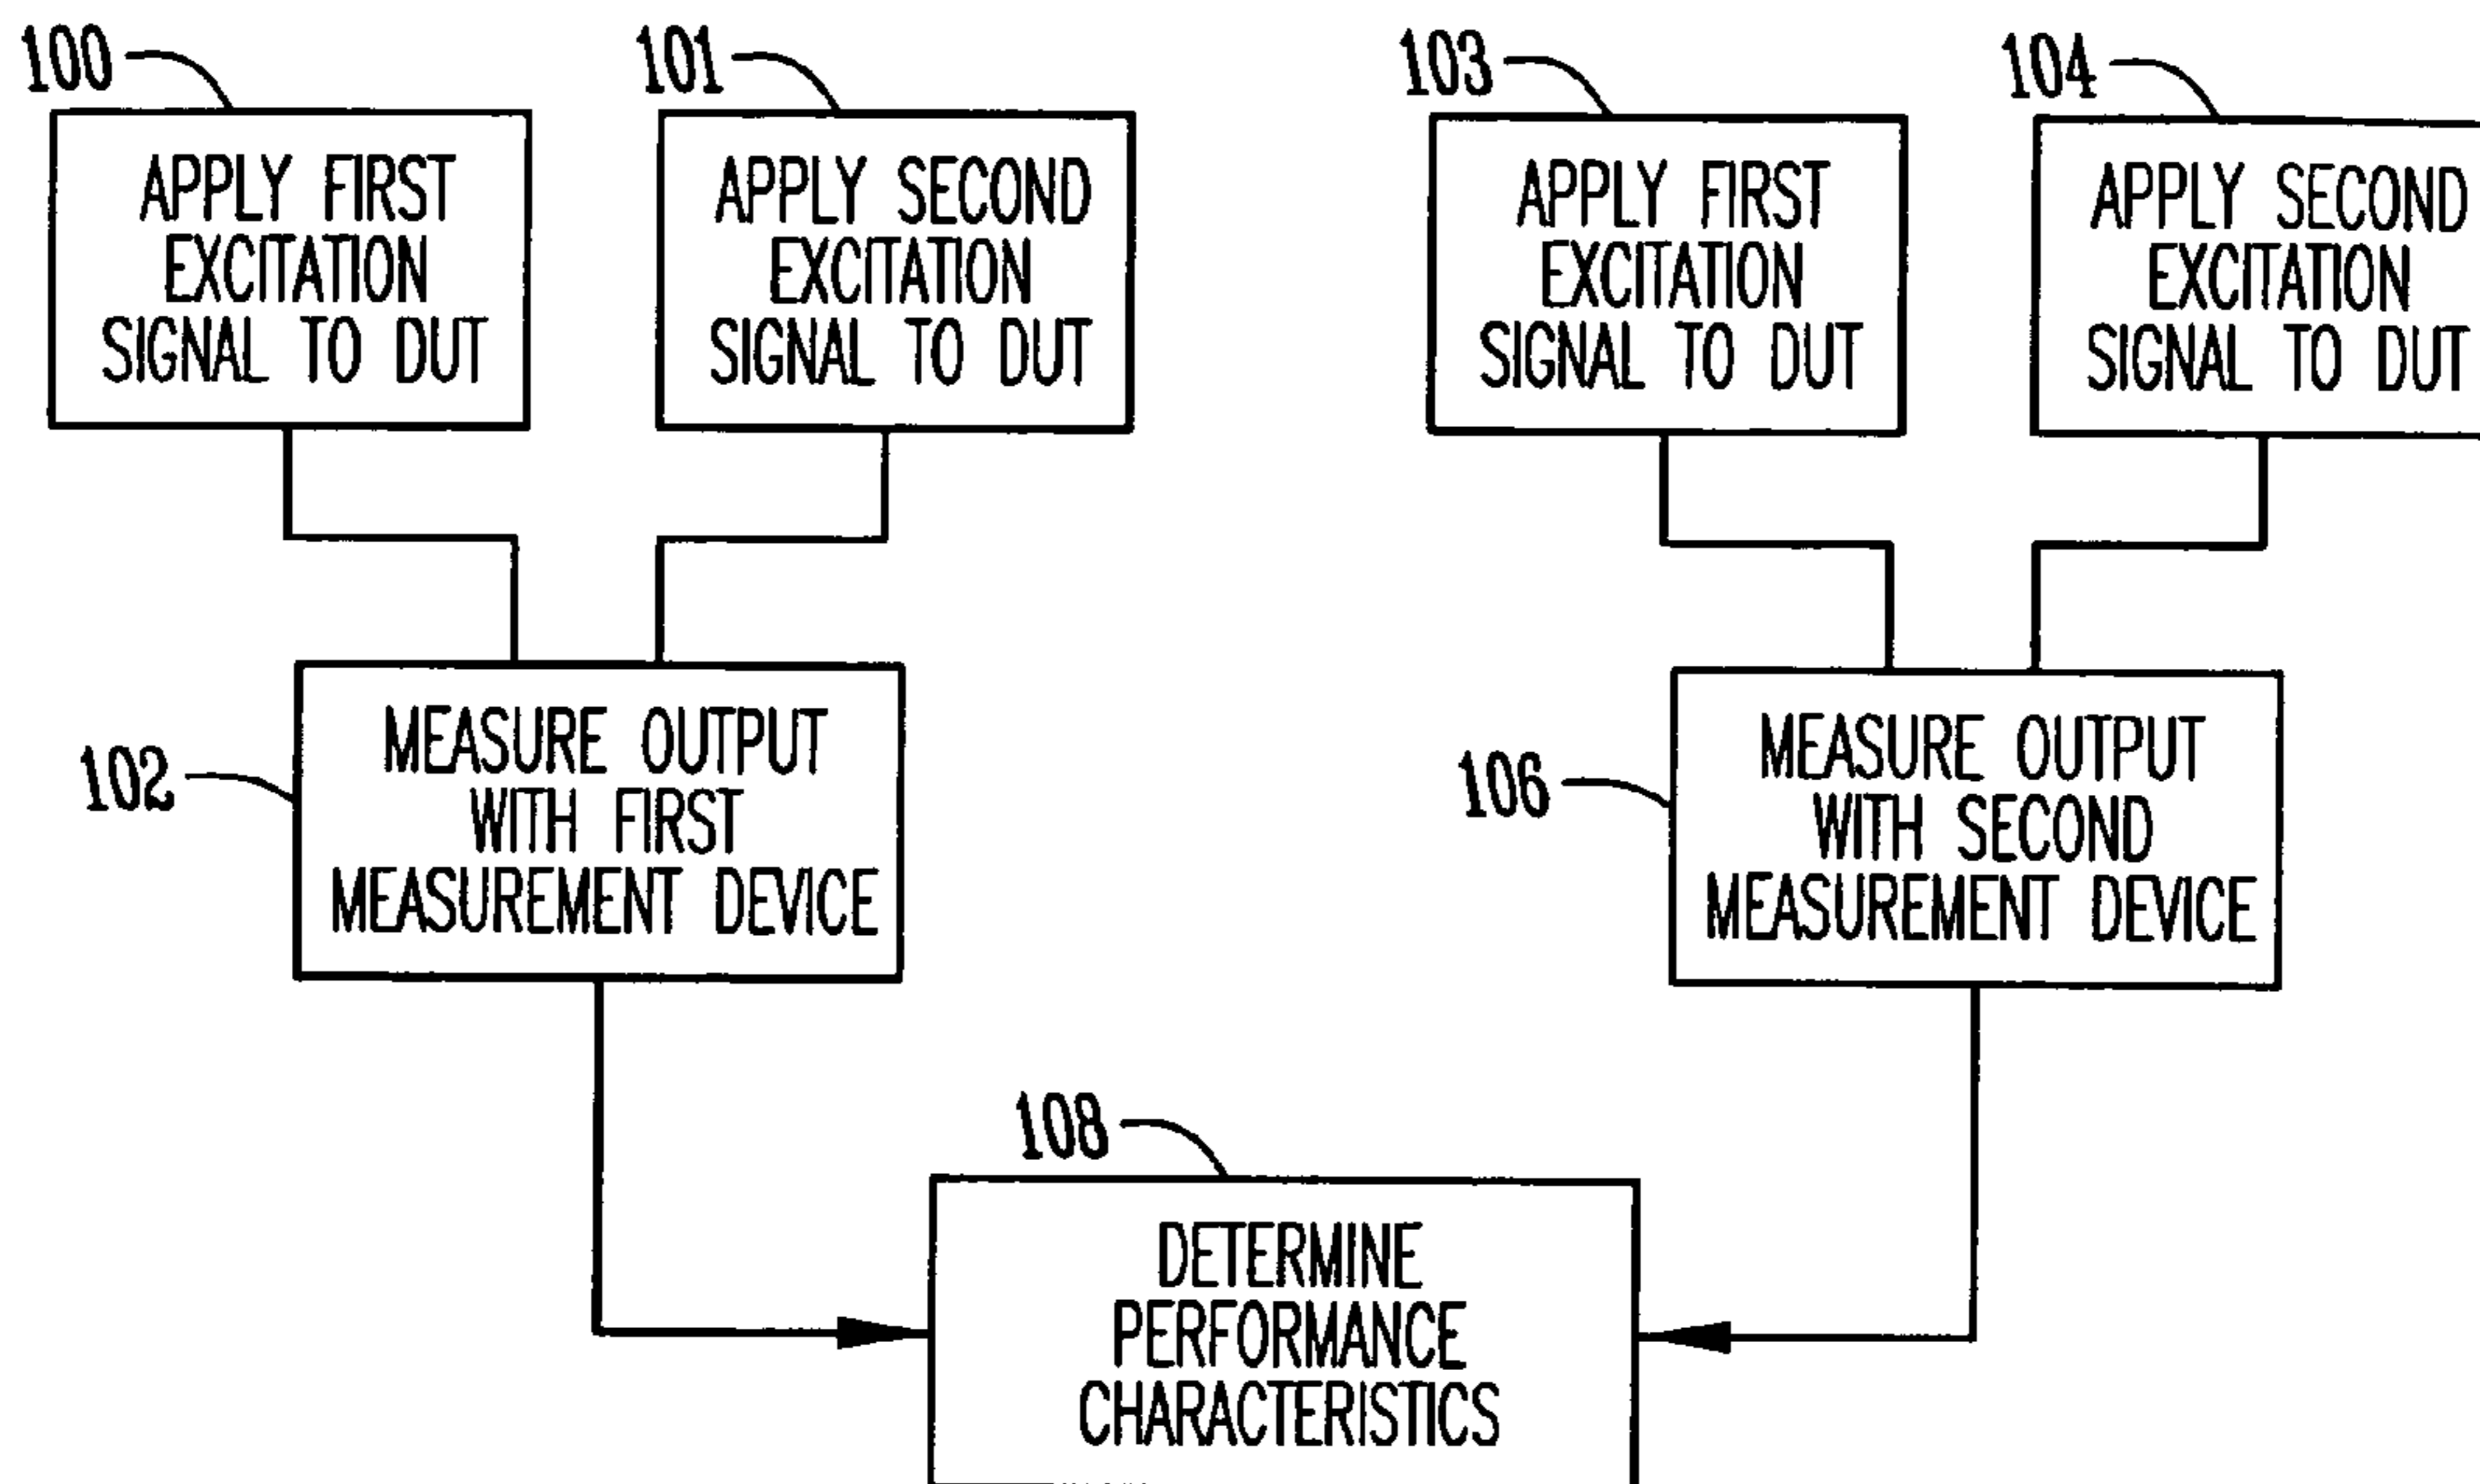 100
APPLY FIRST
EXCITATION
SIGNAL TO DUT
101
APPLY SECOND
EXCITATION
SIGNAL TO DUT
103
APPLY FIRST
EXCITATION
SIGNAL TO DUT
104
APPLY SECOND
EXCITATION
SIGNAL TO DUT
102
MEASURE OUTPUT
WITH FIRST
MEASUREMENT DEVICE
106
MEASURE OUTPUT
WITH SECOND
MEASUREMENT DEVICE
108
DETERMINE
PERFORMANCE
CHARACTERISTICS